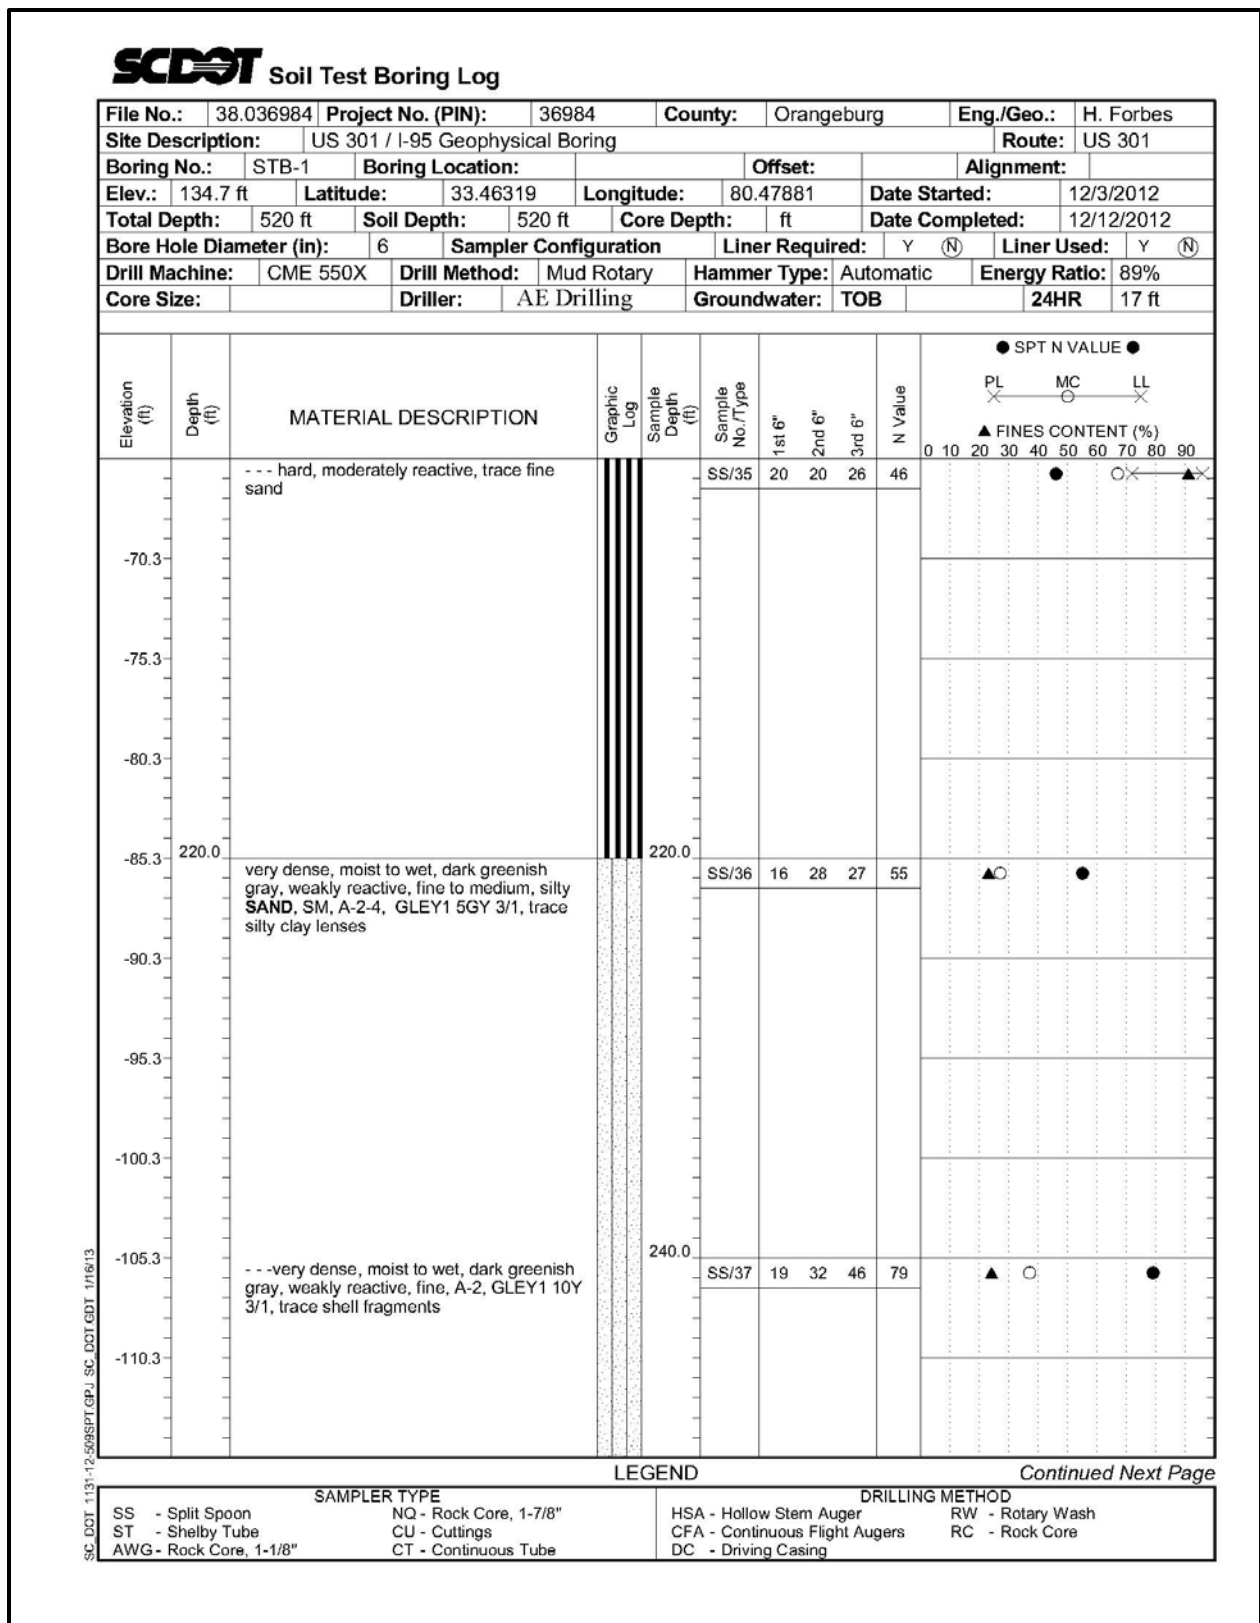 SCDOT Soil Test Boring Log
File No.: 38.036984 Project No. (PIN): 36984 County: Orangeburg Eng./Geo.: H. Forbes
Site Description: US 301 / I-95 Geophysical Boring Route: US 301
Boring No.: STB-1 Boring Location: Offset: Alignment:
Elev.: 134.7 ft Latitude: 33.46319 Longitude: 80.47881 Date Started: 12/3/2012
Total Depth: 520 ft Soil Depth: 520 ft Core Depth: ft Date Completed: 12/12/2012
Bore Hole Diameter (in): 6 Sampler Configuration Liner Required: Y N Liner Used: Y N
Drill Machine: CME 550X Drill Method: Mud Rotary Hammer Type: Automatic Energy Ratio: 89%
Core Size: Driller: AE Drilling Groundwater: TOB 24HR 17 ft
Elevation (ft)
Depth (ft)
MATERIAL DESCRIPTION
Graphic Log
Sample Depth (ft)
Sample No./Type
1st 6"
2nd 6"
3rd 6"
N Value
● SPT N VALUE ●
PL MC LL
▲ FINES CONTENT (%)
0 10 20 30 40 50 60 70 80 90
- - - hard, moderately reactive, trace fine
sand
SS/35 20 20 26 46
-70.3
-75.3
-80.3
-85.3 220.0 220.0
very dense, moist to wet, dark greenish
gray, weakly reactive, fine to medium, silty
SAND, SM, A-2-4, GLEY1 5GY 3/1, trace
silty clay lenses
SS/36 16 28 27 55
-90.3
-95.3
-100.3
-105.3 240.0
- - -very dense, moist to wet, dark greenish
gray, weakly reactive, fine, A-2, GLEY1 10Y
3/1, trace shell fragments
SS/37 19 32 46 79
-110.3
SC_DOT 1131-12-509SPT.GPJ SC_DOT.GDT 1/16/13
LEGEND
Continued Next Page
SAMPLER TYPE
SS - Split Spoon NQ - Rock Core, 1-7/8"
ST - Shelby Tube CU - Cuttings
AWG - Rock Core, 1-1/8" CT - Continuous Tube
DRILLING METHOD
HSA - Hollow Stem Auger RW - Rotary Wash
CFA - Continuous Flight Augers RC - Rock Core
DC - Driving Casing